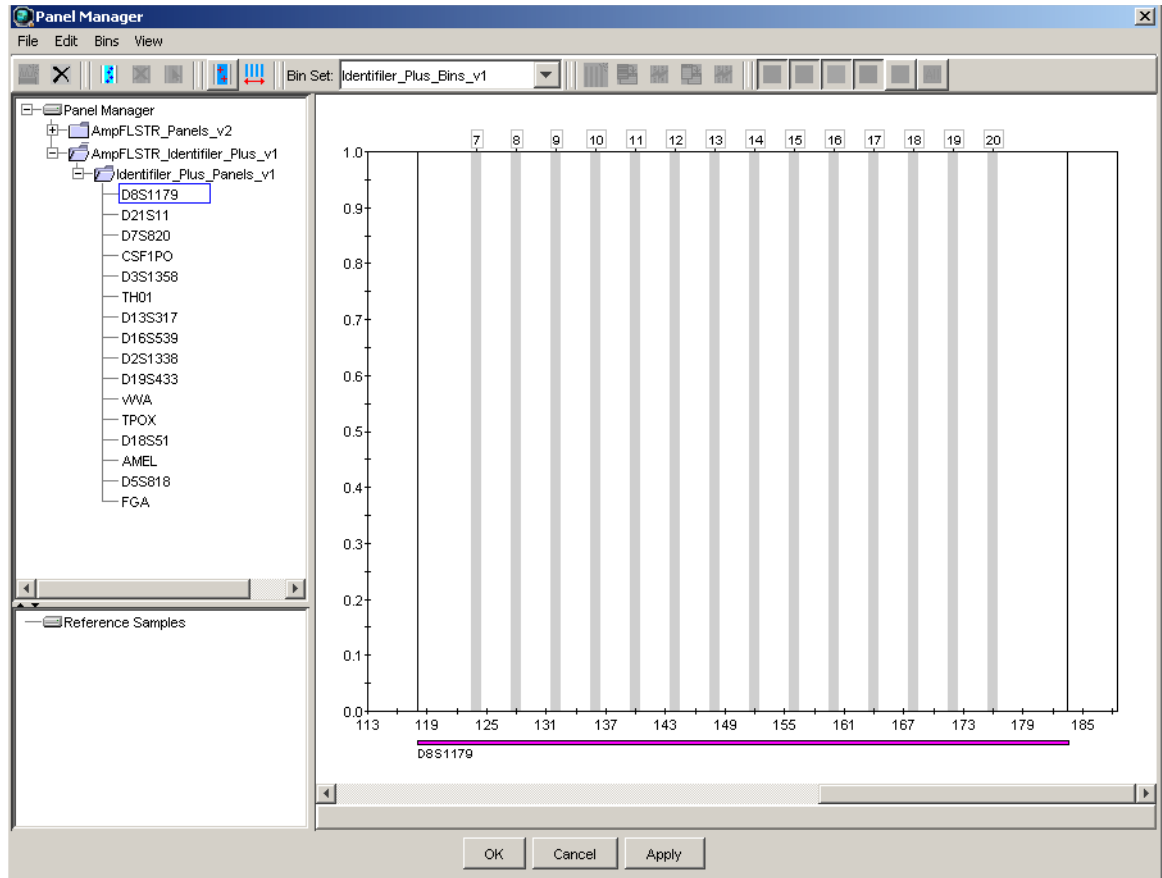 Panel Manager
File Edit Bins View
Bin Set: Identifiler_Plus_Bins_v1
Panel Manager
AmpFLSTR_Panels_v2
AmpFLSTR_Identifiler_Plus_v1
Identifiler_Plus_Panels_v1
D8S1179
D21S11
D7S820
CSF1PO
D3S1358
TH01
D13S317
D16S539
D2S1338
D19S433
vWA
TPOX
D18S51
AMEL
D5S818
FGA
Reference Samples
7 8 9 10 11 12 13 14 15 16 17 18 19 20
1.0
0.9
0.8
0.7
0.6
0.5
0.4
0.3
0.2
0.1
0.0
113 119 125 131 137 143 149 155 161 167 173 179 185
D8S1179
OK Cancel Apply